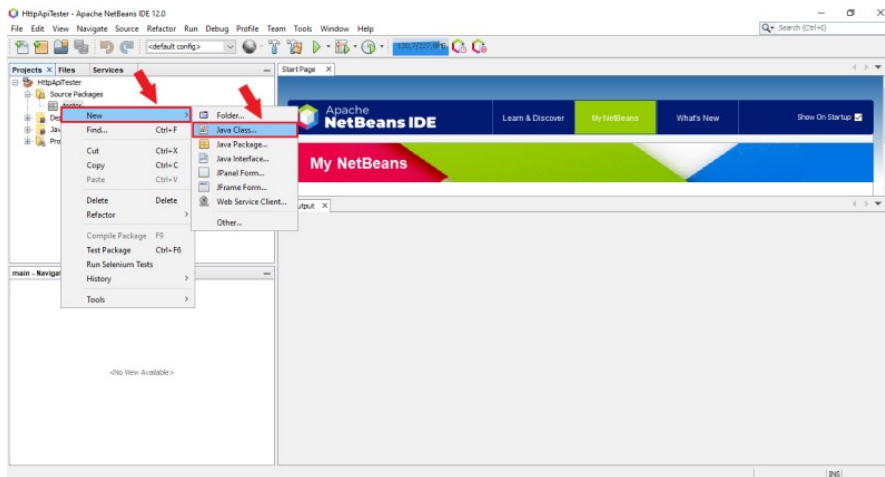 HttpApiTester - Apache NetBeans IDE 12.0
File Edit View Navigate Source Refactor Run Debug Profile Team Tools Window Help
Search (Ctrl+I)
<default config>
Projects Files Services
Start Page
HttpApiTester
Source Packages
tester
Apache
NetBeans IDE
Learn & Discover
My NetBeans
What's New
Show On Startup
My NetBeans
New
Find... Ctrl+F
Cut Ctrl+X
Copy Ctrl+C
Paste Ctrl+V
Delete Delete
Refactor
Compile Package F9
Test Package Ctrl+F6
Run Selenium Tests
History
Tools
Folder...
Java Class...
Java Package...
Java Interface...
JPanel Form...
JFrame Form...
Web Service Client...
Other...
main - Naviga
<No View Available>
INS